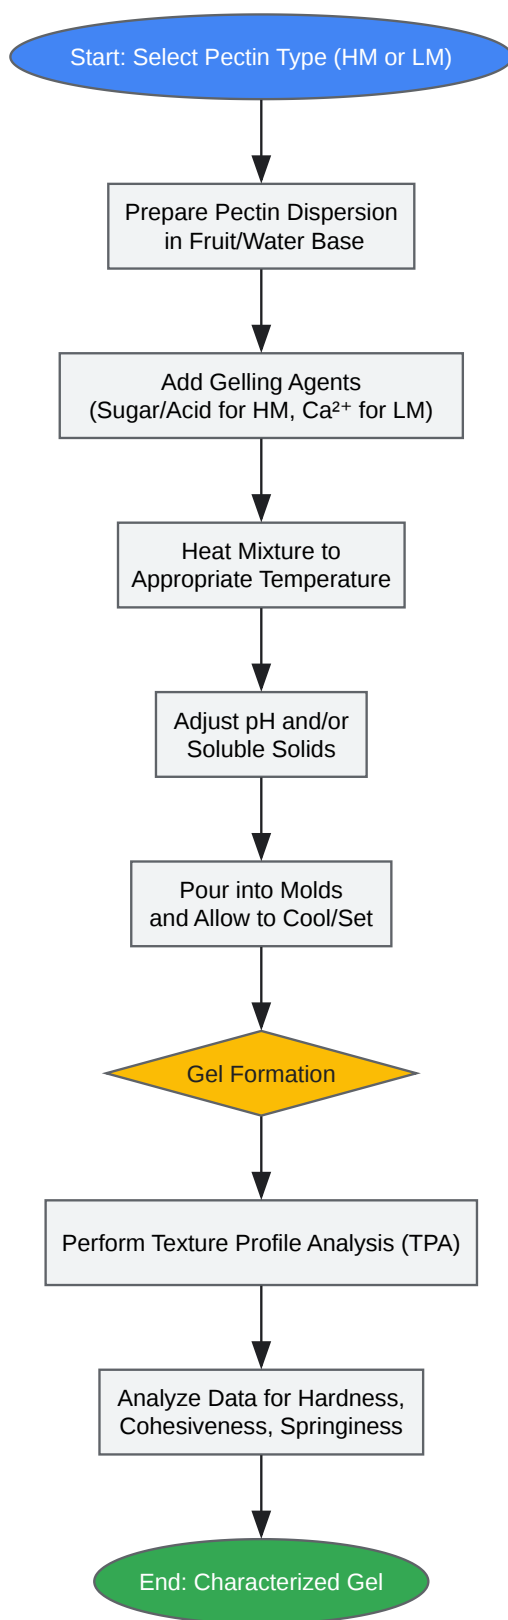 Start: Select Pectin Type (HM or LM)
Prepare Pectin Dispersion
in Fruit/Water Base
Add Gelling Agents
(Sugar/Acid for HM, Ca²⁺ for LM)
Heat Mixture to
Appropriate Temperature
Adjust pH and/or
Soluble Solids
Pour into Molds
and Allow to Cool/Set
Gel Formation
Perform Texture Profile Analysis (TPA)
Analyze Data for Hardness,
Cohesiveness, Springiness
End: Characterized Gel